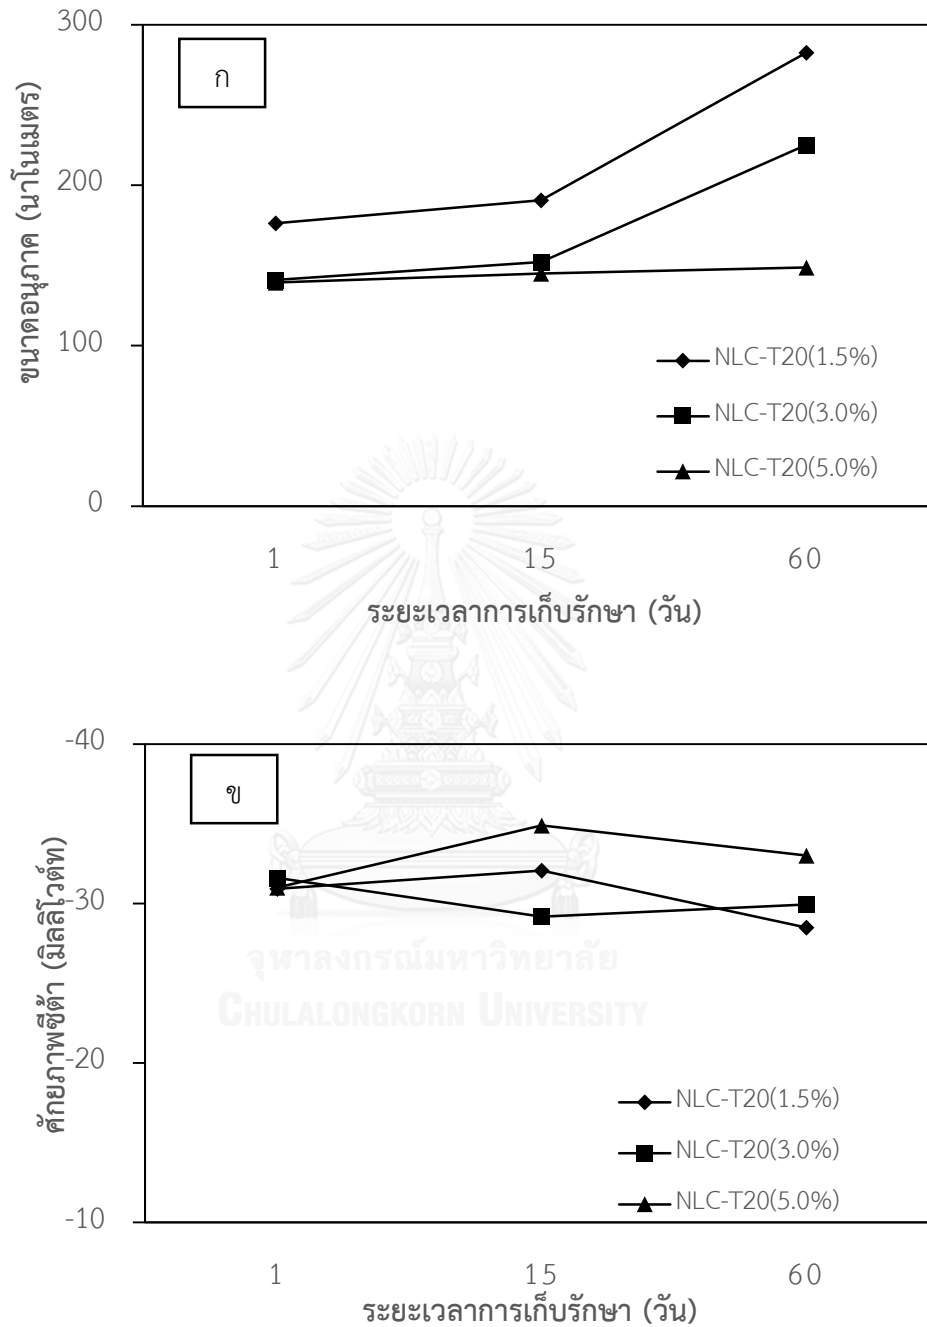 300
ก
200
100
0
ขนาดอนุภาค (นาโนเมตร)
NLC-T20(1.5%)
NLC-T20(3.0%)
NLC-T20(5.0%)
1 15 60
ระยะเวลาการเก็บรักษา (วัน)
-40
ข
-30
-20
-10
ศักยภาพซีต้า (มิลลิโวต์ท)
จุฬาลงกรณ์มหาวิทยาลัย
CHULALONGKORN UNIVERSITY
NLC-T20(1.5%)
NLC-T20(3.0%)
NLC-T20(5.0%)
1 15 60
ระยะเวลาการเก็บรักษา (วัน)